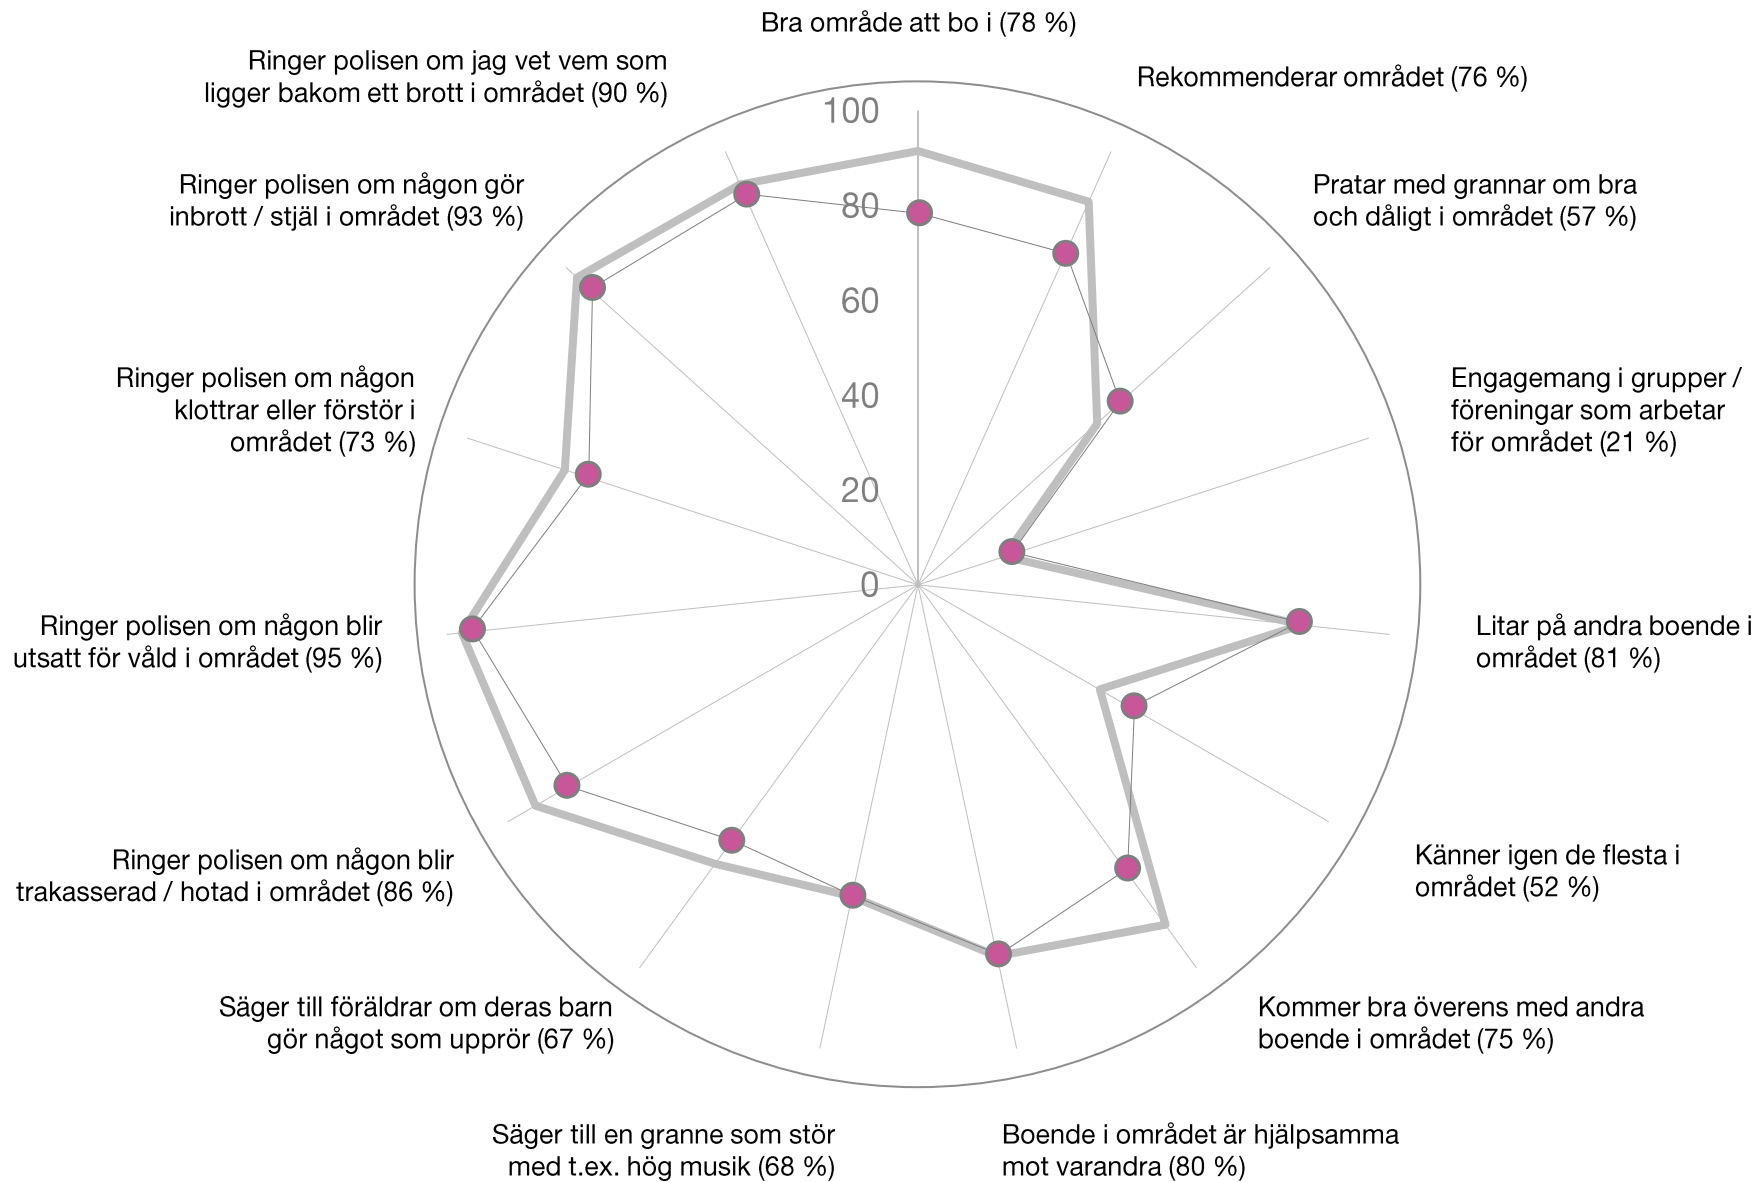 Bra område att bo i (78 %)
Rekommenderar området (76 %)
Pratar med grannar om bra
och dåligt i området (57 %)
Engagemang i grupper /
föreningar som arbetar
för området (21 %)
Litar på andra boende i
området (81 %)
Känner igen de flesta i
området (52 %)
Kommer bra överens med andra
boende i området (75 %)
Boende i området är hjälpsamma
mot varandra (80 %)
Säger till en granne som stör
med t.ex. hög musik (68 %)
Säger till föräldrar om deras barn
gör något som upprör (67 %)
Ringer polisen om någon blir
trakasserad / hotad i området (86 %)
Ringer polisen om någon blir
utsatt för våld i området (95 %)
Ringer polisen om någon
klottrar eller förstör i
området (73 %)
Ringer polisen om någon gör
inbrott / stjäl i området (93 %)
Ringer polisen om jag vet vem som
ligger bakom ett brott i området (90 %)
100
80
60
40
20
0